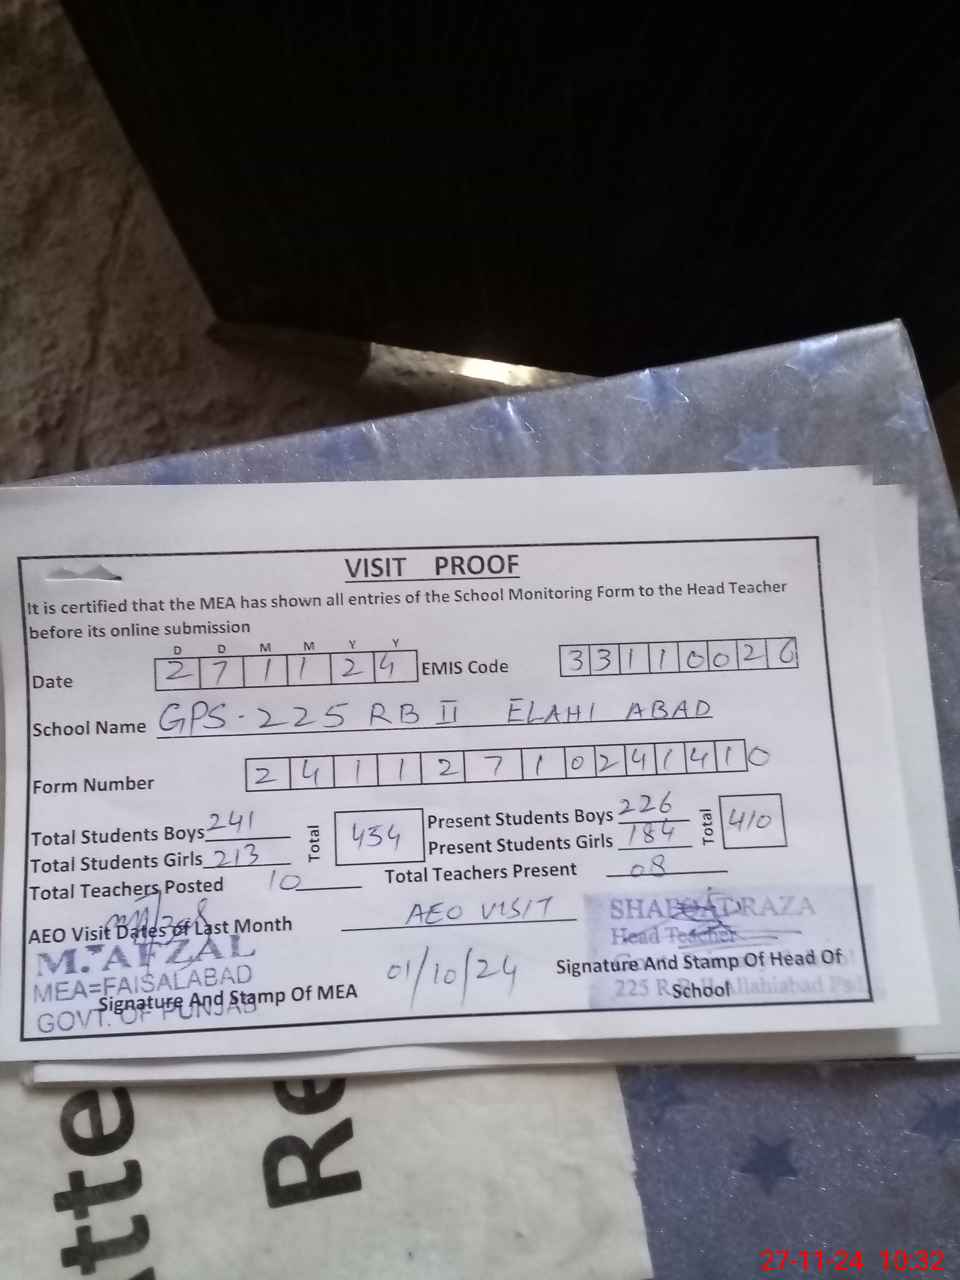 VISIT PROOF
It is certified that the MEA has shown all entries of the School Monitoring Form to the Head Teacher
before its online submission
D D M M Y Y
Date 2 7 1 1 2 4 EMIS Code 3 3 1 1 0 0 2 6
School Name GPS-225 RB II ELAHI ABAD
Form Number 2 4 1 1 2 7 1 0 2 4 1 4 1 0
Total Students Boys 241 Total 454 Present Students Boys 226 Total 410
Total Students Girls 213 Present Students Girls 184
Total Teachers Posted 10 Total Teachers Present 08
AEO Visit Dates of Last Month AEO VISIT
01/10/24
M. AFZAL
MEA=FAISALABAD
GOVT. OF PUNJAB
Signature And Stamp Of MEA
RAZA
Head Teacher
Signature And Stamp Of Head Of
School
225 R.B Allahiabad
tte
Re
27-11-24 10:32